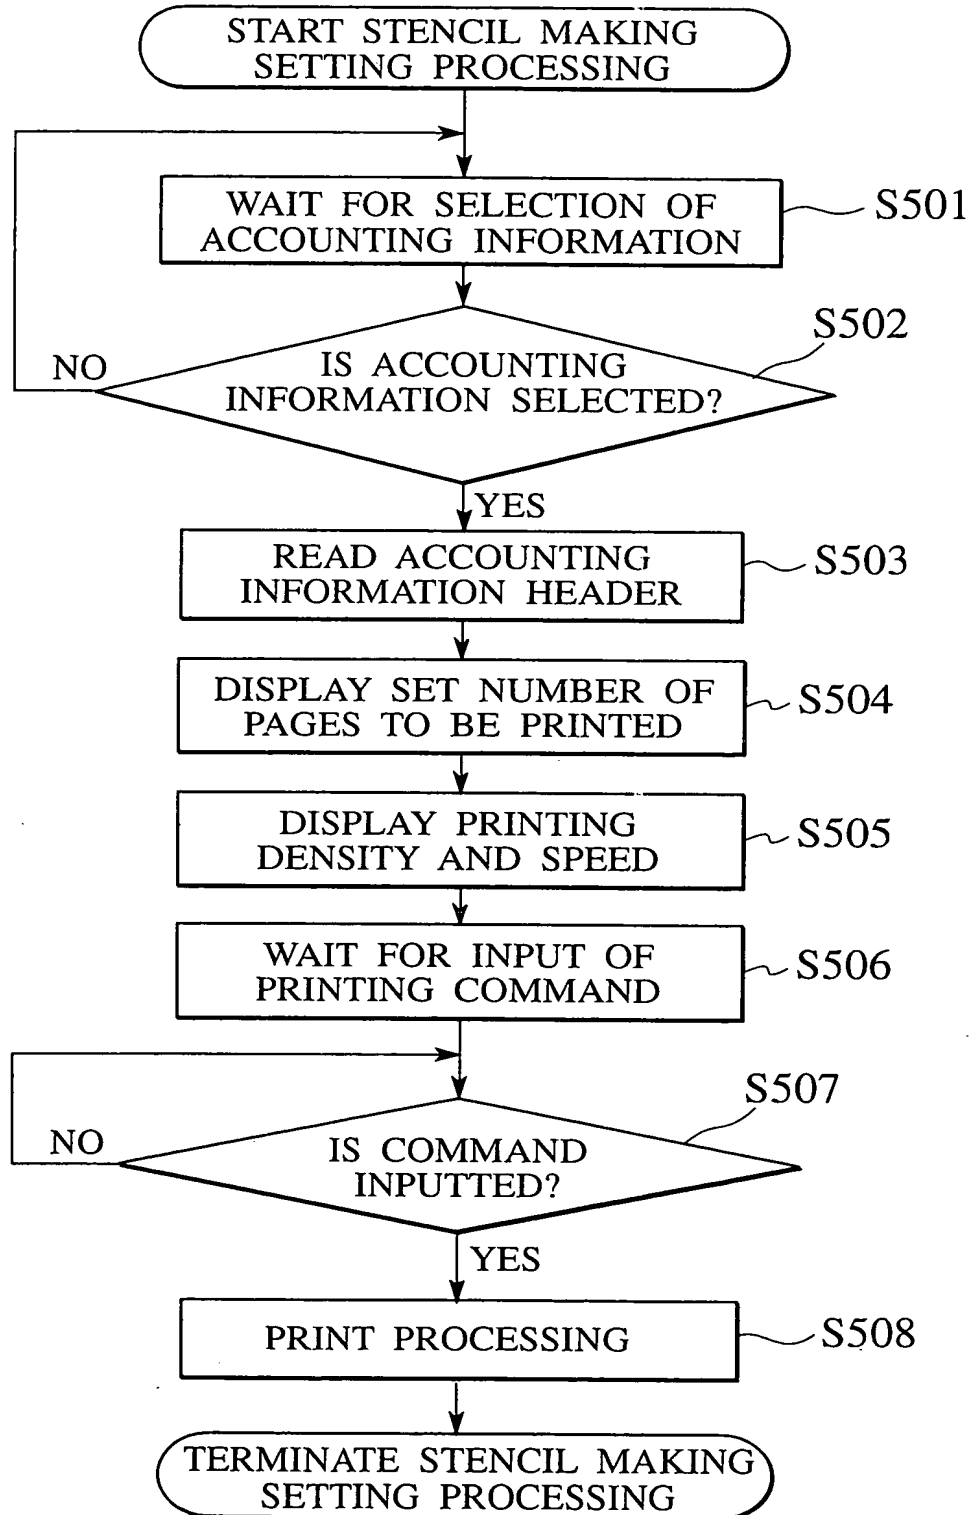 START STENCIL MAKING
SETTING PROCESSING
WAIT FOR SELECTION OF
ACCOUNTING INFORMATION
S501
S502
NO
IS ACCOUNTING
INFORMATION SELECTED?
YES
READ ACCOUNTING
INFORMATION HEADER
S503
DISPLAY SET NUMBER OF
PAGES TO BE PRINTED
S504
DISPLAY PRINTING
DENSITY AND SPEED
S505
WAIT FOR INPUT OF
PRINTING COMMAND
S506
S507
NO
IS COMMAND
INPUTTED?
YES
PRINT PROCESSING
S508
TERMINATE STENCIL MAKING
SETTING PROCESSING